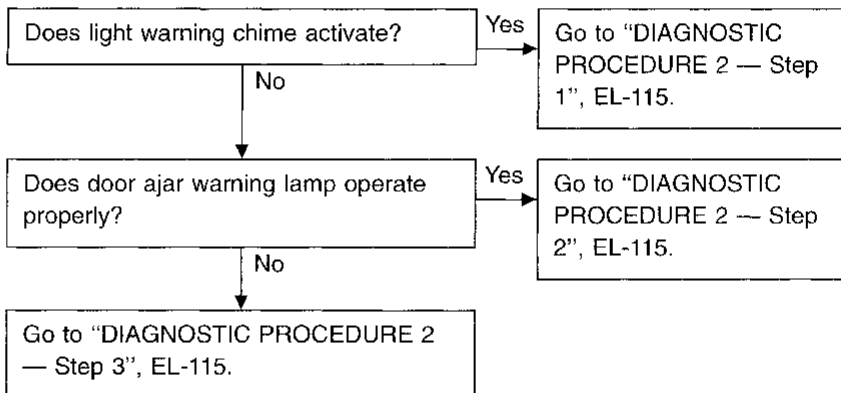 Does light warning chime activate?
Yes
Go to “DIAGNOSTIC
PROCEDURE 2 — Step
1”, EL-115.
No
Does door ajar warning lamp operate
properly?
Yes
Go to “DIAGNOSTIC
PROCEDURE 2 — Step
2”, EL-115.
No
Go to “DIAGNOSTIC PROCEDURE 2
— Step 3”, EL-115.